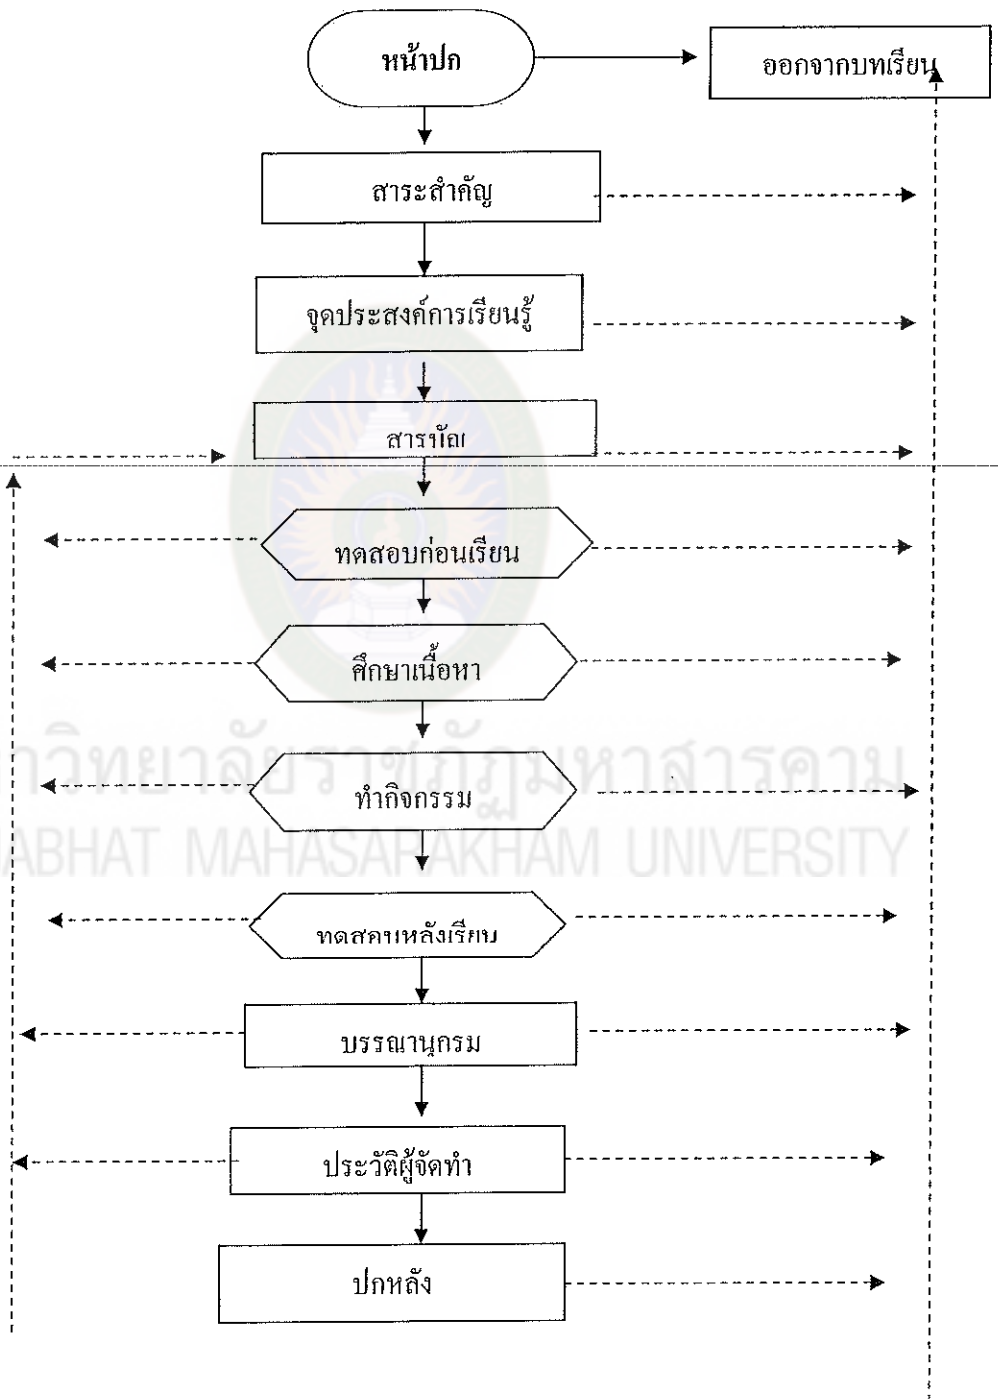 หน้าปก
ออกจากบทเรียน
สาระสำคัญ
จุดประสงค์การเรียนรู้
สารบัญ
ทดสอบก่อนเรียน
ศึกษาเนื้อหา
ทำกิจกรรม
ทดสอบหลังเรียน
บรรณานุกรม
ประวัติผู้จัดทำ
ปกหลัง
าวิทยาลัยราชภัฏมหาสารคาม
ABHAT MAHASARAKHAM UNIVERSITY